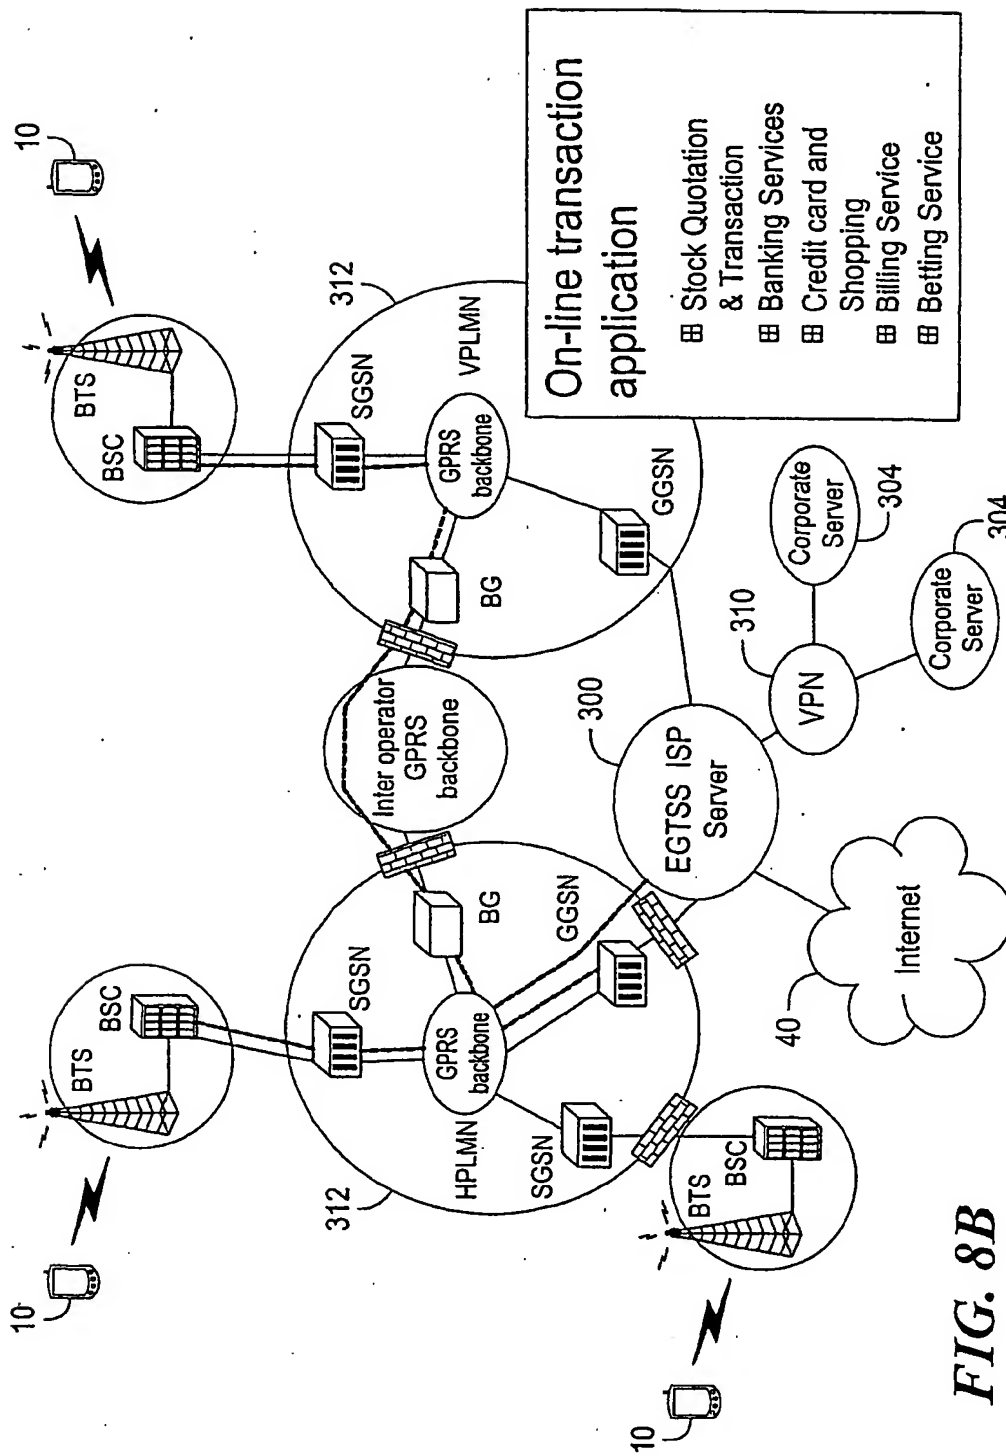 10
10
10
BTS
BSC
BTS
BSC
BTS
BSC
312
312
HPLMN
SGSN
SGSN
GPRS
backbone
BG
GGSN
Inter operator
GPRS
backbone
BG
SGSN
GPRS
backbone
VPLMN
GGSN
300
EGTSS ISP
Server
40
Internet
310
VPN
Corporate
Server
304
Corporate
Server
304
On-line transaction
application
Stock Quotation
& Transaction
Banking Services
Credit card and
Shopping
Billing Service
Betting Service
FIG. 8B